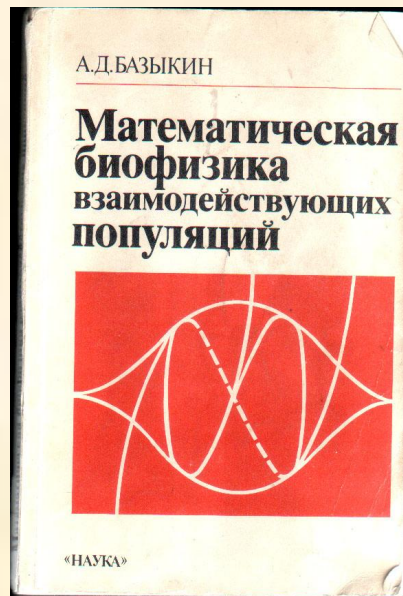 А.Д.БАЗЫКИН
Математическая
биофизика
взаимодействующих
популяций
«НАУКА»